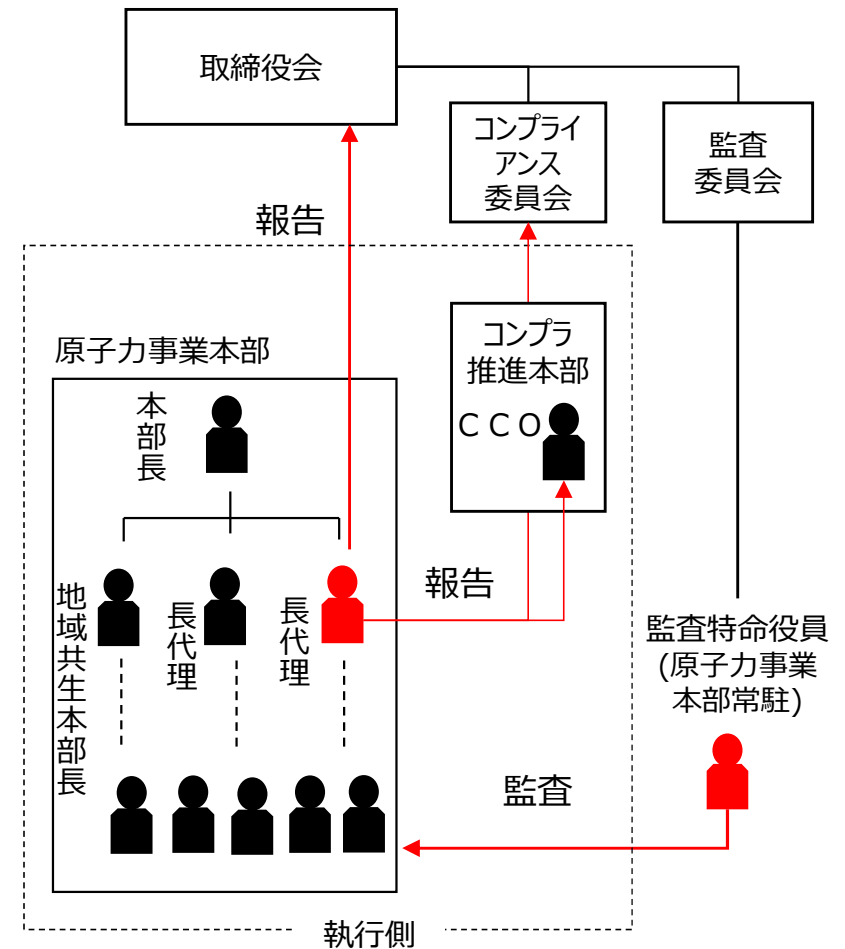 取締役会
コンプライ
アンス
委員会
監査
委員会
報告
原子力事業本部
本部長
コンプラ
推進本部
ＣＣＯ
地域共生本部長
長代理
長代理
報告
監査特命役員
(原子力事業
本部常駐)
監査
執行側